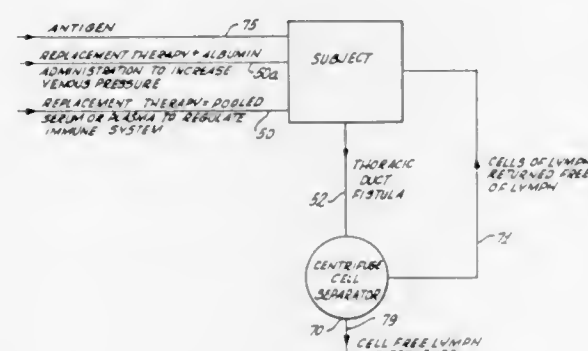 ANTIGEN
75
REPLACEMENT THERAPY + ALBUMIN
ADMINISTRATION TO INCREASE
VENOUS PRESSURE
50a
REPLACEMENT THERAPY = POOLED
SERUM OR PLASMA TO REGULATE
IMMUNE SYSTEM
50
SUBJECT
THORACIC
DUCT
FISTULA
52
CELLS OF LYMPH
RETURNED FREE
OF LYMPH
71
CENTRIFUGE
CELL
SEPARATOR
70
79
CELL FREE LYMPH